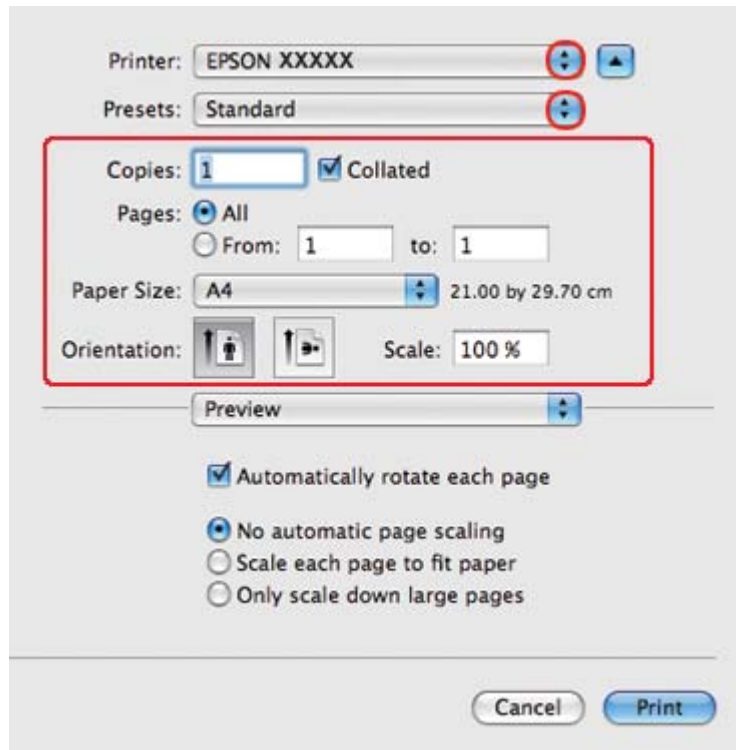 Printer: EPSON XXXXX
Presets: Standard
Copies: 1 Collated
Pages: All
From: 1 to: 1
Paper Size: A4 21.00 by 29.70 cm
Orientation: Scale: 100 %
Preview
Automatically rotate each page
No automatic page scaling
Scale each page to fit paper
Only scale down large pages
Cancel Print